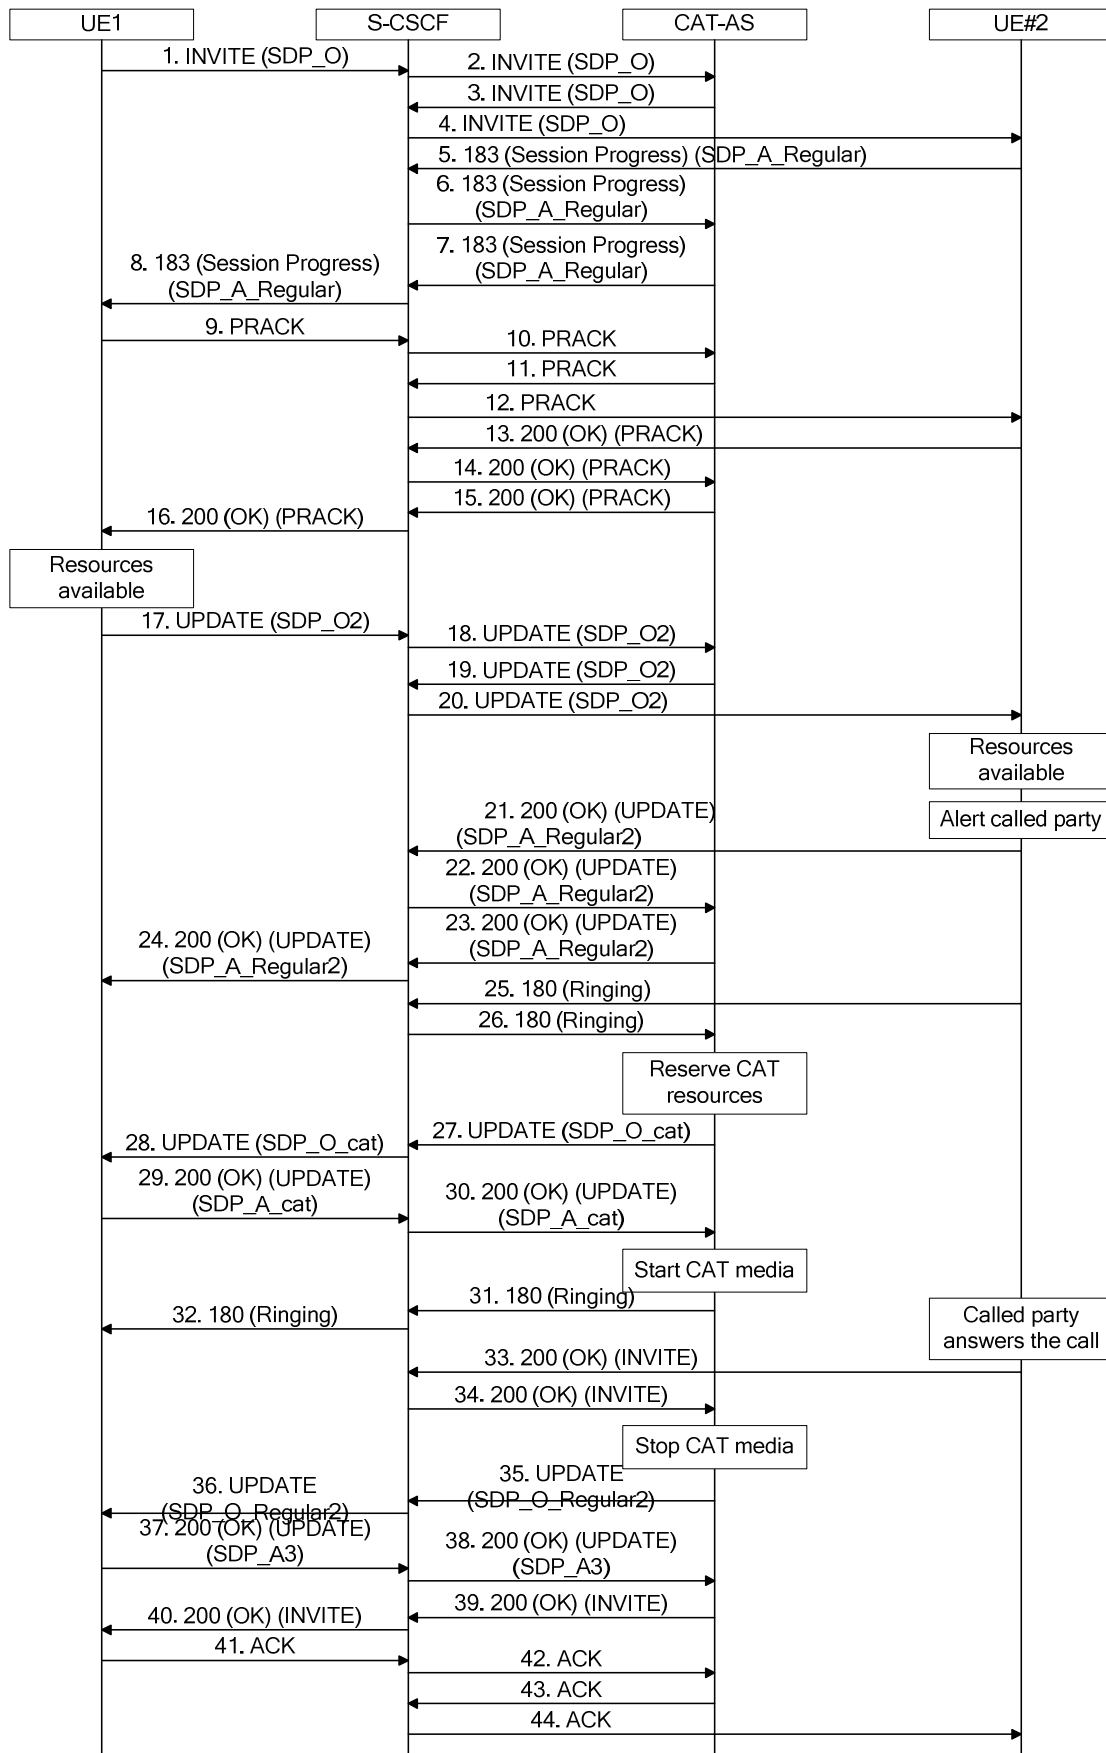 UE1
S-CSCF
CAT-AS
UE#2
1. INVITE (SDP_O)
2. INVITE (SDP_O)
3. INVITE (SDP_O)
4. INVITE (SDP_O)
5. 183 (Session Progress) (SDP_A_Regular)
6. 183 (Session Progress)
(SDP_A_Regular)
7. 183 (Session Progress)
(SDP_A_Regular)
8. 183 (Session Progress)
(SDP_A_Regular)
9. PRACK
10. PRACK
11. PRACK
12. PRACK
13. 200 (OK) (PRACK)
14. 200 (OK) (PRACK)
15. 200 (OK) (PRACK)
16. 200 (OK) (PRACK)
Resources
available
17. UPDATE (SDP_O2)
18. UPDATE (SDP_O2)
19. UPDATE (SDP_O2)
20. UPDATE (SDP_O2)
Resources
available
Alert called party
21. 200 (OK) (UPDATE)
(SDP_A_Regular2)
22. 200 (OK) (UPDATE)
(SDP_A_Regular2)
23. 200 (OK) (UPDATE)
(SDP_A_Regular2)
24. 200 (OK) (UPDATE)
(SDP_A_Regular2)
25. 180 (Ringing)
26. 180 (Ringing)
Reserve CAT
resources
27. UPDATE (SDP_O_cat)
28. UPDATE (SDP_O_cat)
29. 200 (OK) (UPDATE)
(SDP_A_cat)
30. 200 (OK) (UPDATE)
(SDP_A_cat)
Start CAT media
31. 180 (Ringing)
32. 180 (Ringing)
Called party
answers the call
33. 200 (OK) (INVITE)
34. 200 (OK) (INVITE)
Stop CAT media
35. UPDATE
(SDP_O_Regular2)
36. UPDATE
(SDP_O_Regular2)
37. 200 (OK) (UPDATE)
(SDP_A3)
38. 200 (OK) (UPDATE)
(SDP_A3)
39. 200 (OK) (INVITE)
40. 200 (OK) (INVITE)
41. ACK
42. ACK
43. ACK
44. ACK